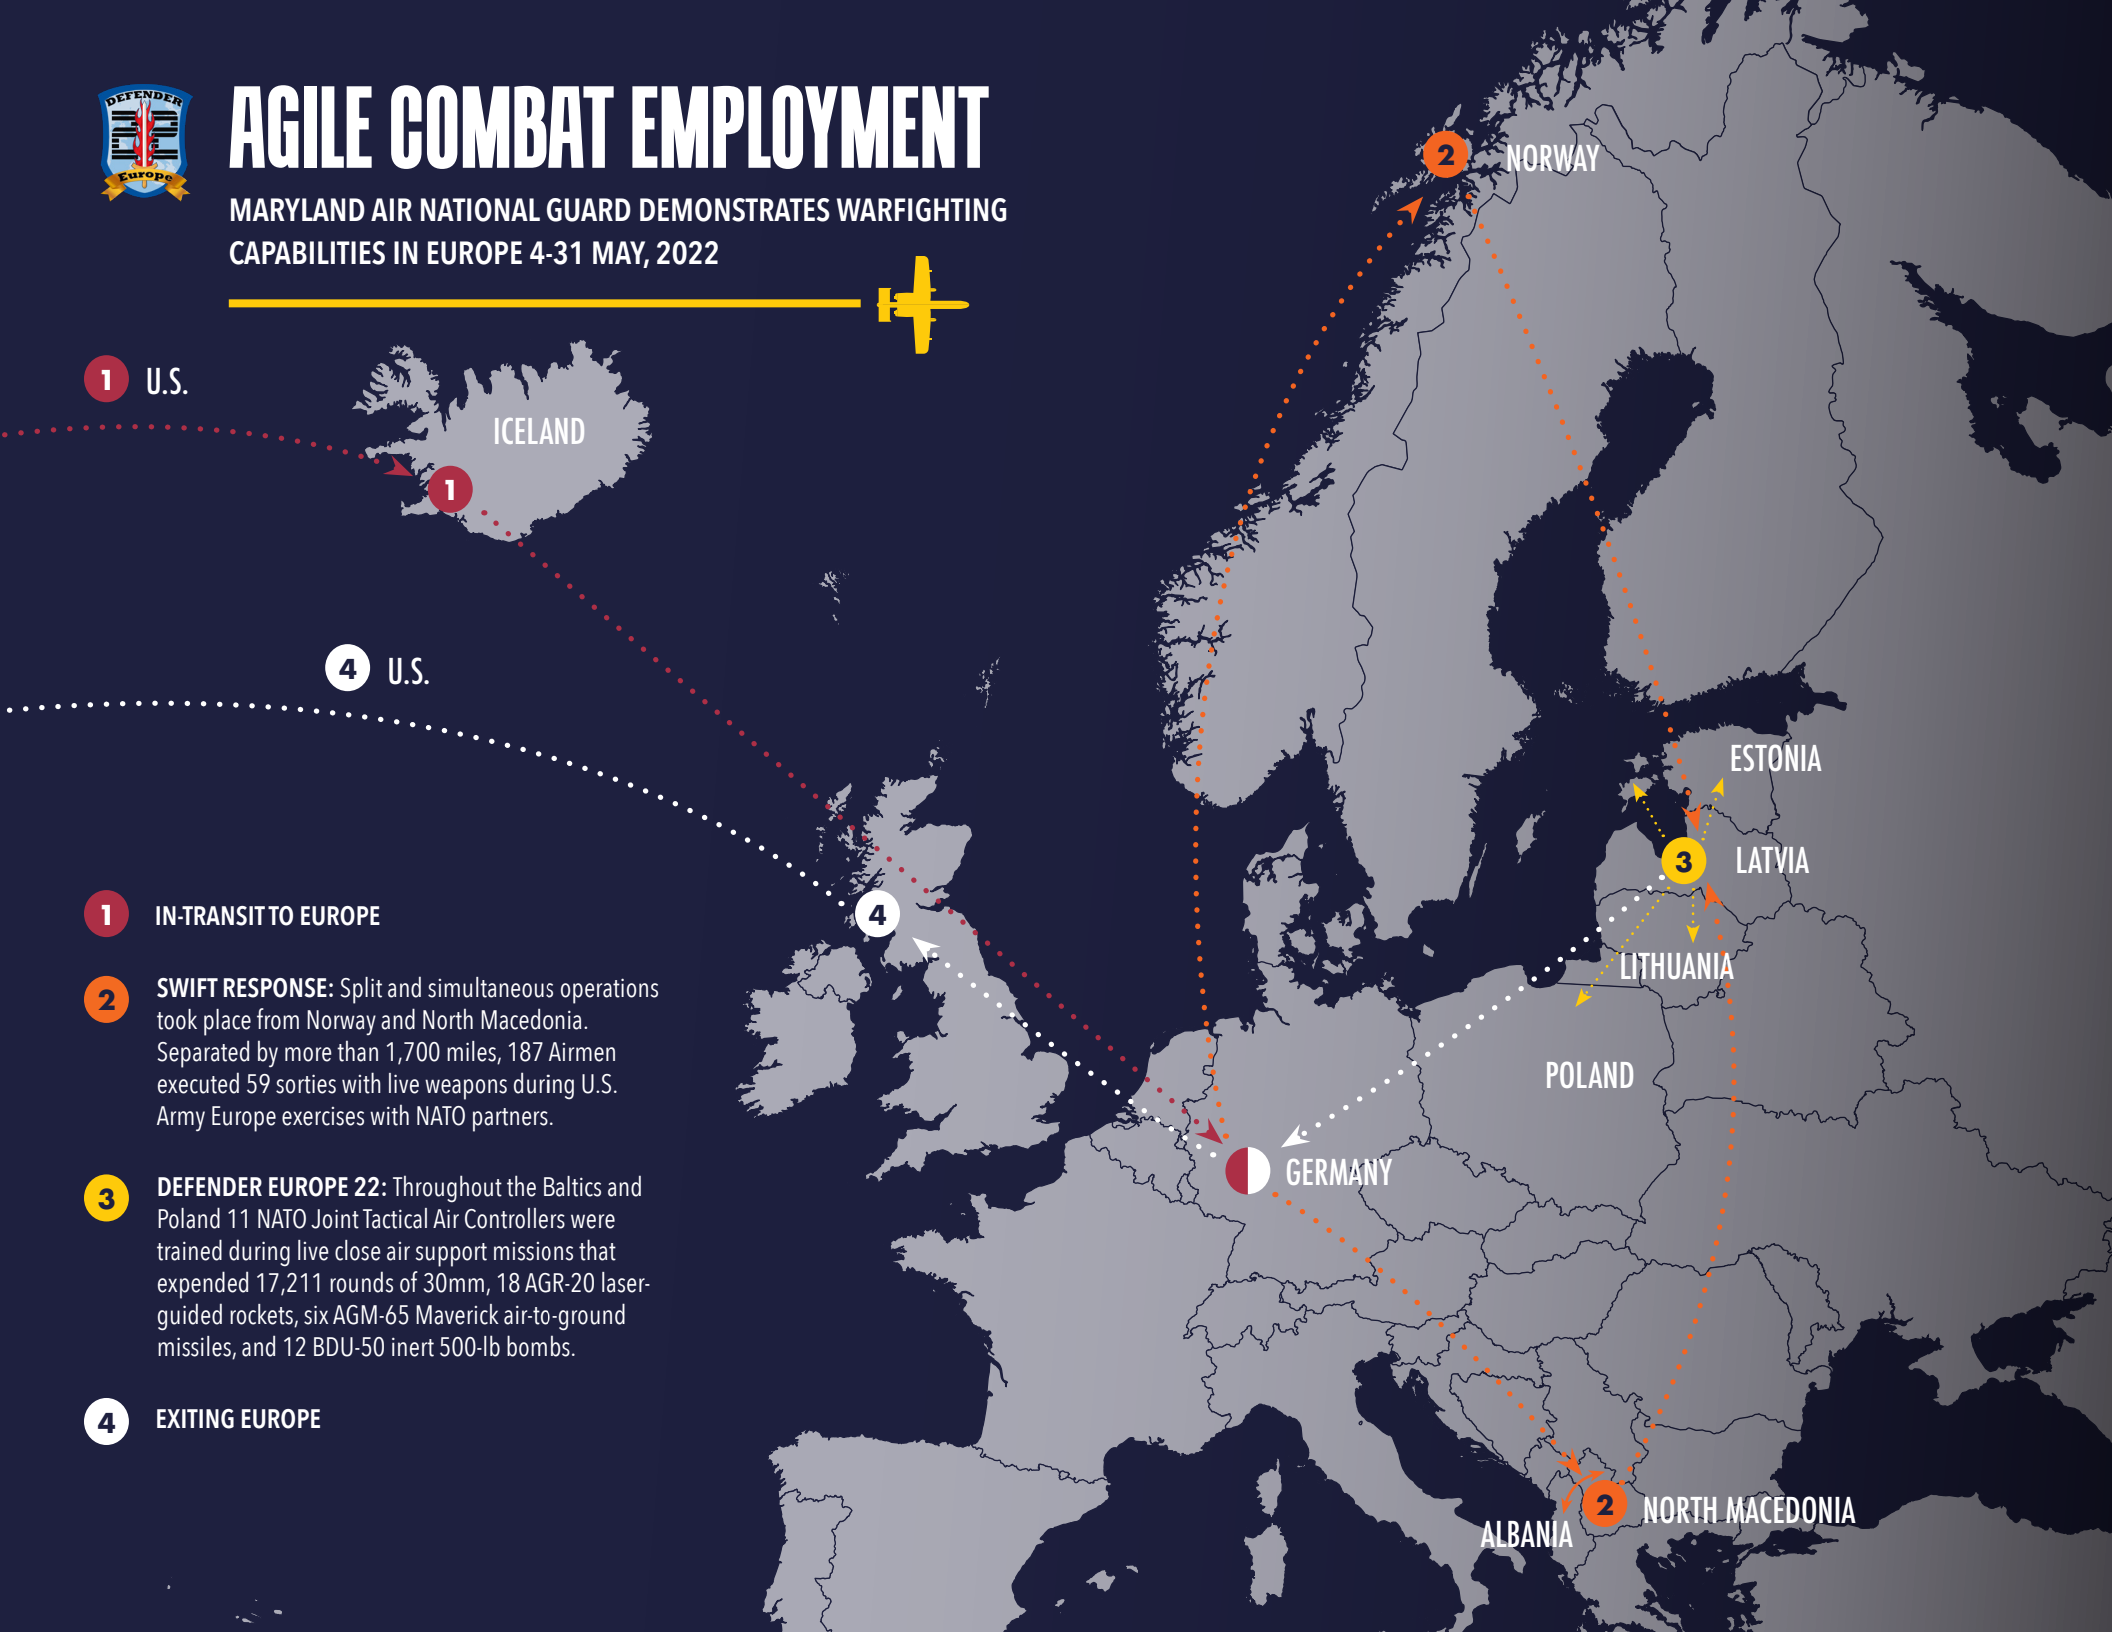 DEFENDER
22
Europe
AGILE COMBAT EMPLOYMENT
MARYLAND AIR NATIONAL GUARD DEMONSTRATES WARFIGHTING
CAPABILITIES IN EUROPE 4-31 MAY, 2022
1 U.S.
ICELAND
1
4 U.S.
2 NORWAY
ESTONIA
3 LATVIA
LITHUANIA
POLAND
4
GERMANY
2 NORTH MACEDONIA
ALBANIA
1 IN-TRANSIT TO EUROPE
2 SWIFT RESPONSE: Split and simultaneous operations
took place from Norway and North Macedonia.
Separated by more than 1,700 miles, 187 Airmen
executed 59 sorties with live weapons during U.S.
Army Europe exercises with NATO partners.
3 DEFENDER EUROPE 22: Throughout the Baltics and
Poland 11 NATO Joint Tactical Air Controllers were
trained during live close air support missions that
expended 17,211 rounds of 30mm, 18 AGR-20 laser-
guided rockets, six AGM-65 Maverick air-to-ground
missiles, and 12 BDU-50 inert 500-lb bombs.
4 EXITING EUROPE